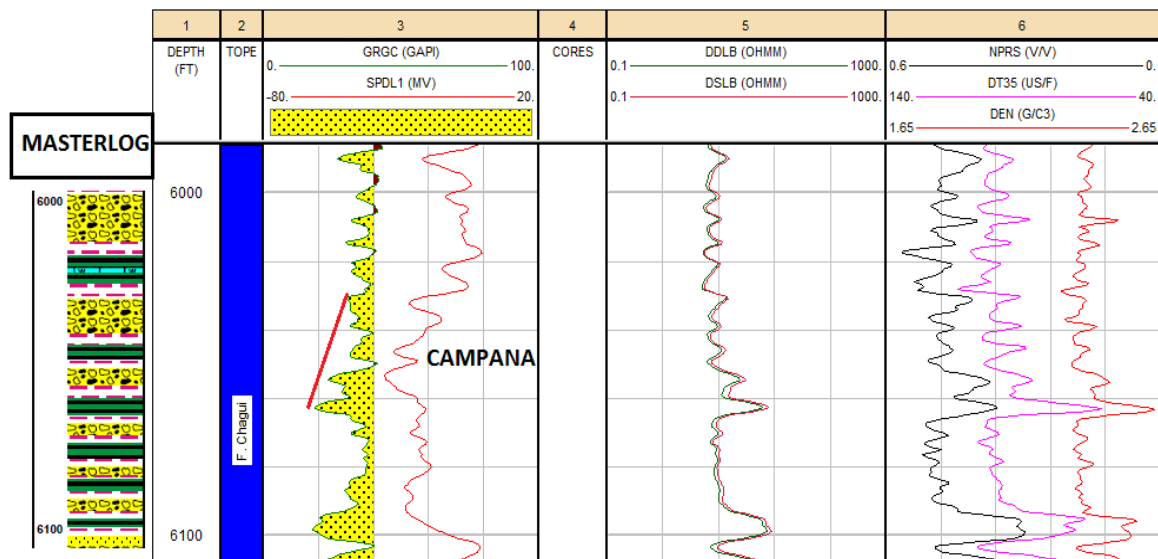 1 2 3 4 5 6
DEPTH
(FT)
TOPE
GRGC (GAPI)
0. 100.
SPDL1 (MV)
-80. 20.
CORES
DDLB (OHMM)
0.1 1000.
DSLB (OHMM)
0.1 1000.
NPRS (V/V)
0.6 0.
DT35 (US/F)
140. 40.
DEN (G/C3)
1.65 2.65
MASTERLOG
6000
6100
6000
6100
F. Chagui
CAMPANA